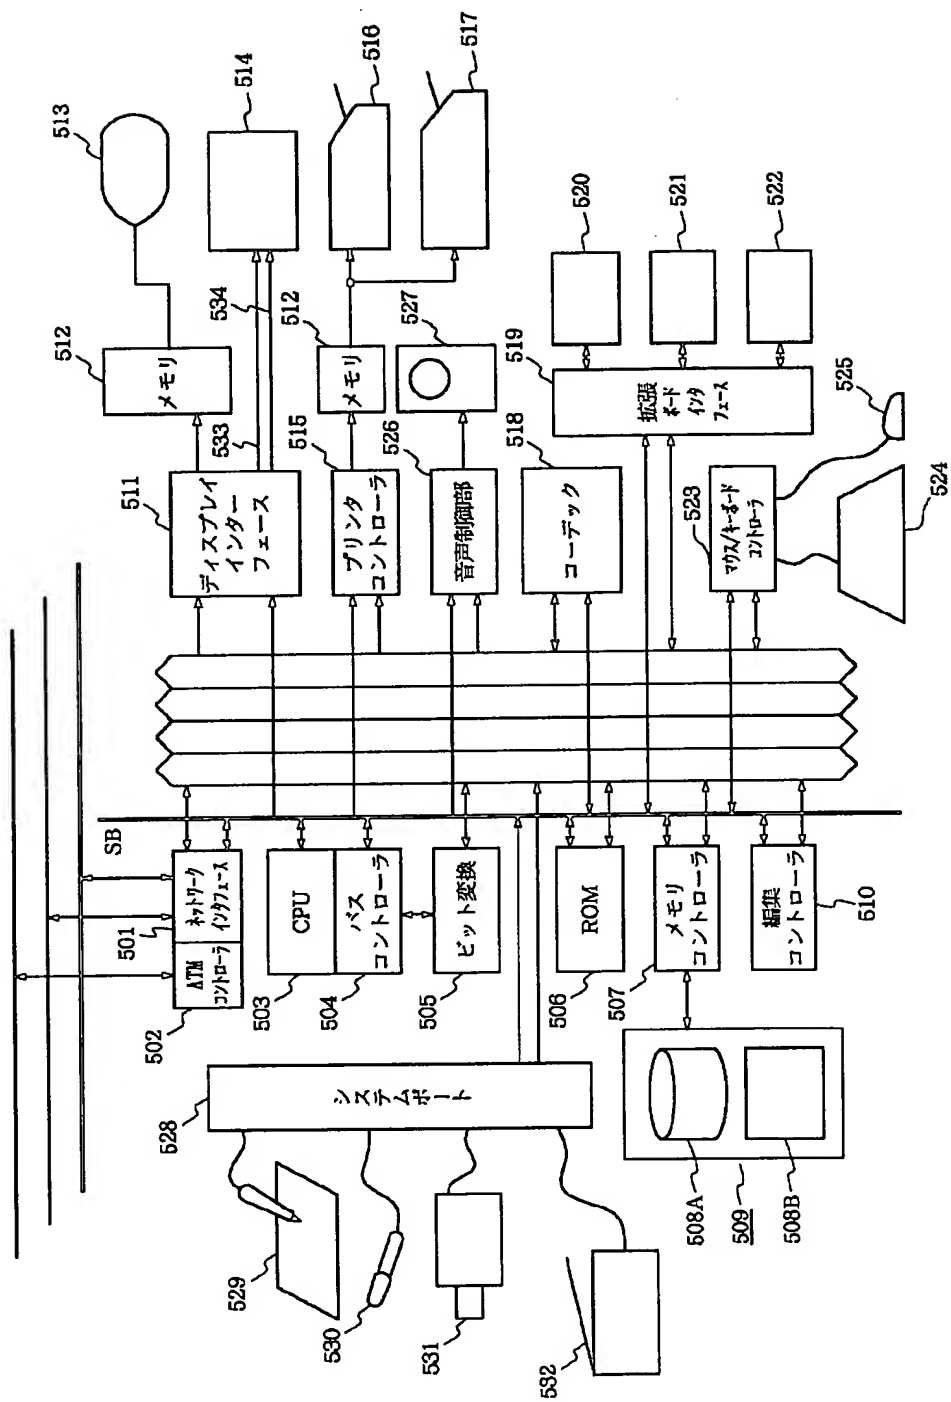 529
530
531
532
528
システムポート
502
ATM
コントローラ
501
ネットワーク
インタフェース
503
CPU
504
バス
コントローラ
505
ビット変換
506
ROM
507
メモリ
コントローラ
508A
509
508B
編集
コントローラ
510
SB
511
ディスプレイ
インター
フェース
512
メモリ
513
533
534
514
515
プリンタ
コントローラ
512
メモリ
516
517
526
音声制御部
527
518
コーデック
519
拡張
ボード
インタ
フェース
520
521
522
523
マウス/キーボード
コントローラ
524
525